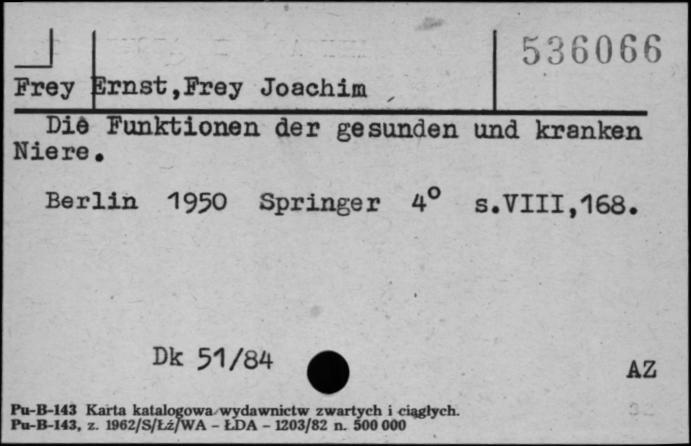 536066
Frey Ernst,Frey Joachim
Die Funktionen der gesunden und kranken
Niere.
Berlin 1950 Springer 4° s.VIII,168.
Dk 51/84
AZ
Pu-B-143 Karta katalogowa wydawnictw zwartych i ciągłych.
Pu-B-143, z. 1962/S/Łź/WA - ŁDA - 1203/82 n. 500 000